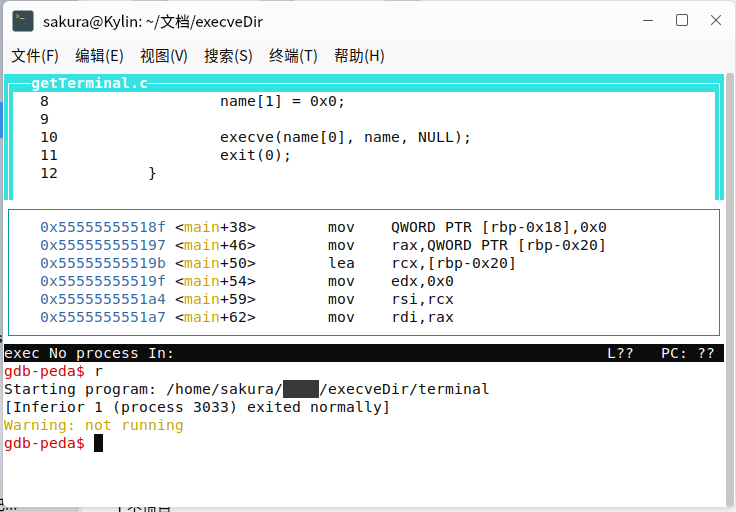 sakura@Kylin: ~/文档/execveDir
文件(F) 编辑(E) 视图(V) 搜索(S) 终端(T) 帮助(H)
getTerminal.c
8 name[1] = 0x0;
9
10 execve(name[0], name, NULL);
11 exit(0);
12 }
0x55555555518f <main+38> mov QWORD PTR [rbp-0x18],0x0
0x555555555197 <main+46> mov rax,QWORD PTR [rbp-0x20]
0x55555555519b <main+50> lea rcx,[rbp-0x20]
0x55555555519f <main+54> mov edx,0x0
0x5555555551a4 <main+59> mov rsi,rcx
0x5555555551a7 <main+62> mov rdi,rax
exec No process In: L?? PC: ??
gdb-peda$ r
Starting program: /home/sakura/ /execveDir/terminal
[Inferior 1 (process 3033) exited normally]
Warning: not running
gdb-peda$